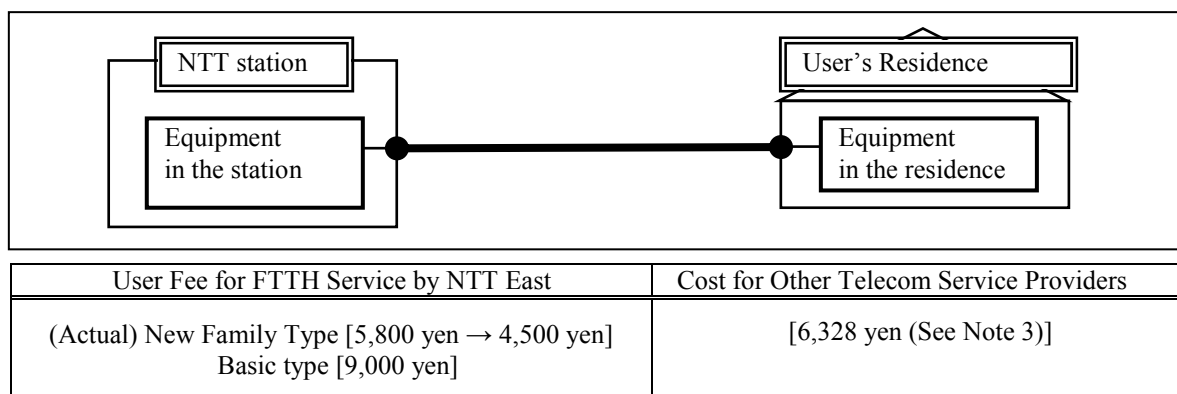 NTT station
User's Residence
Equipment
in the station
Equipment
in the residence
User Fee for FTTH Service by NTT East
Cost for Other Telecom Service Providers
(Actual) New Family Type [5,800 yen → 4,500 yen]
Basic type [9,000 yen]
[6,328 yen (See Note 3)]